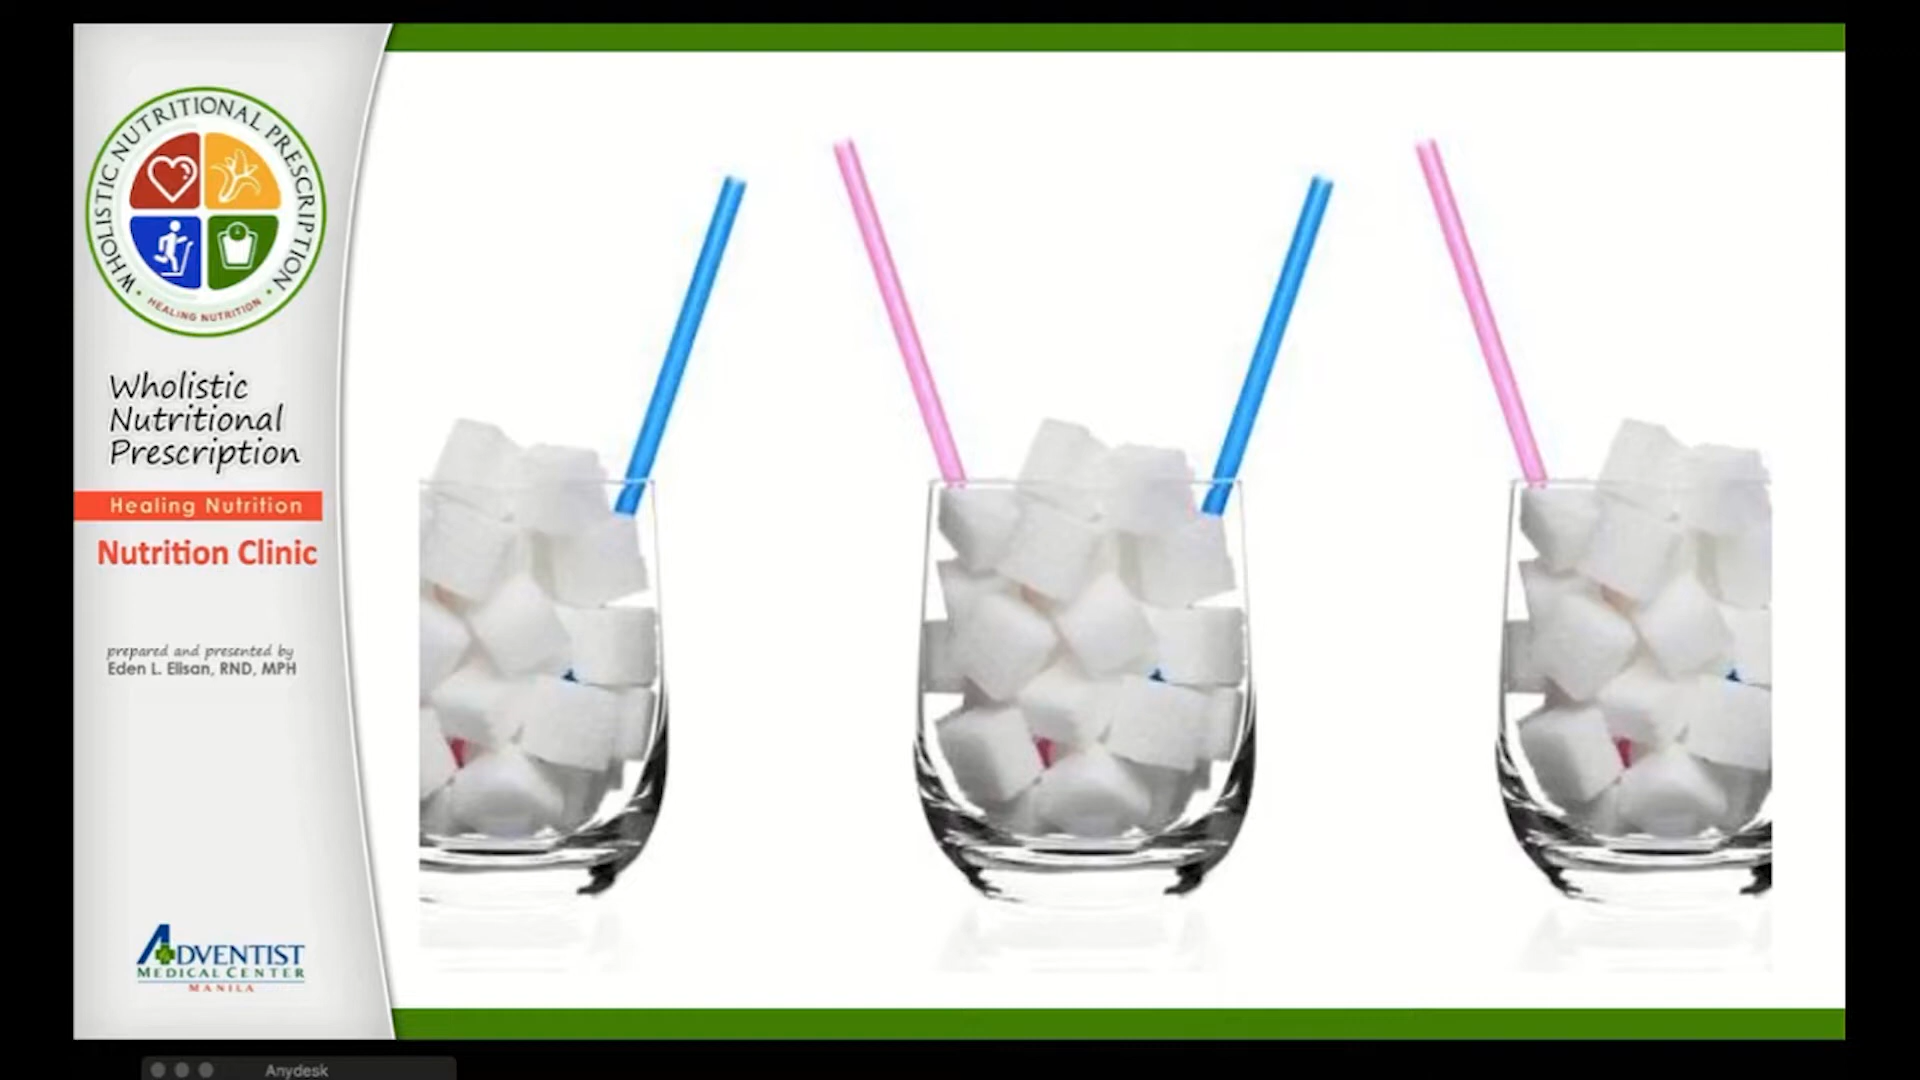 WHOLISTIC NUTRITIONAL PRESCRIPTION
• HEALING NUTRITION •
Wholistic
Nutritional
Prescription
Healing Nutrition
Nutrition Clinic
prepared and presented by
Eden L. Elisan, RND, MPH
ADVENTIST
MEDICAL CENTER
MANILA
Anydesk